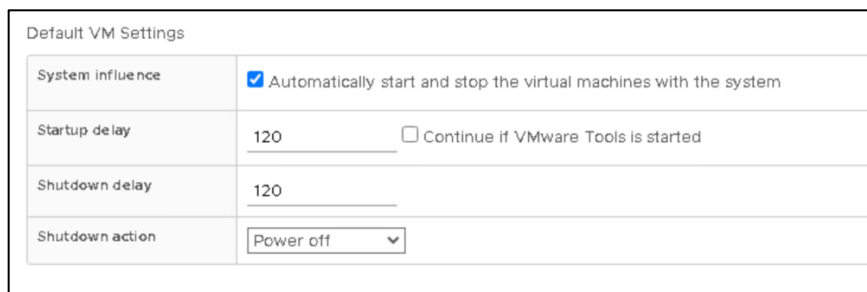 Default VM Settings
System influence
Automatically start and stop the virtual machines with the system
Startup delay
120 Continue if VMware Tools is started
Shutdown delay
120
Shutdown action
Power off